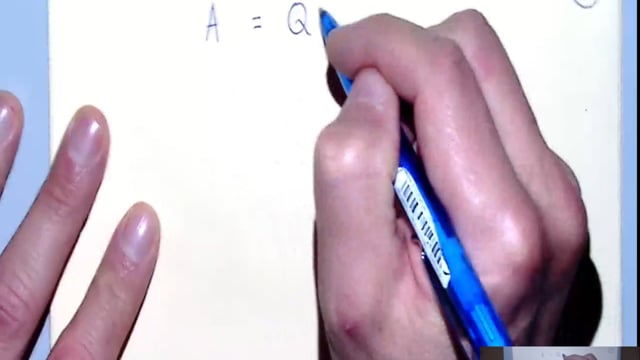 A = Q